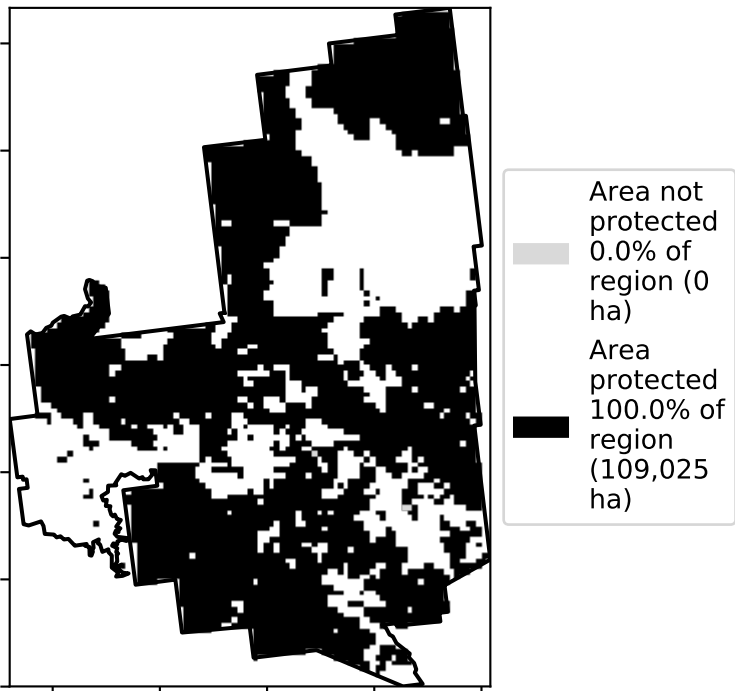 Area not
protected
0.0% of
region (0
ha)
Area
protected
100.0% of
region
(109,025
ha)